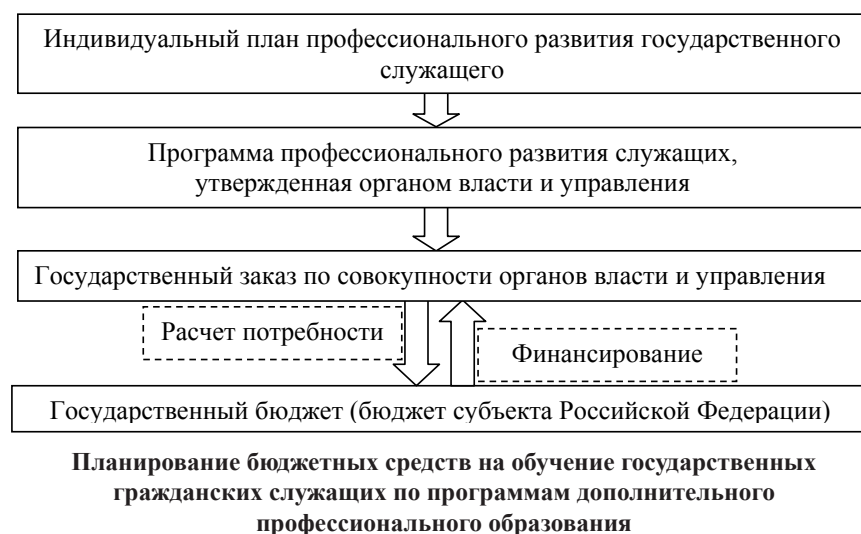 Индивидуальный план профессионального развития государственного
служащего
Программа профессионального развития служащих,
утвержденная органом власти и управления
Государственный заказ по совокупности органов власти и управления
Расчет потребности
Финансирование
Государственный бюджет (бюджет субъекта Российской Федерации)
Планирование бюджетных средств на обучение государственных
гражданских служащих по программам дополнительного
профессионального образования